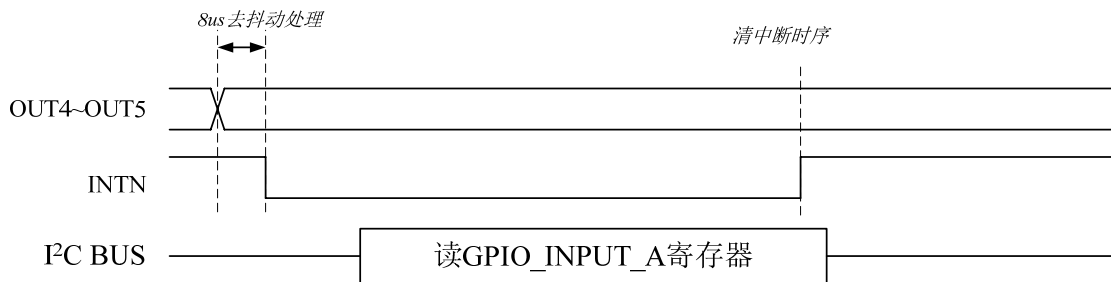 8us去抖动处理
清中断时序
OUT4~OUT5
INTN
I²C BUS
读GPIO_INPUT_A寄存器